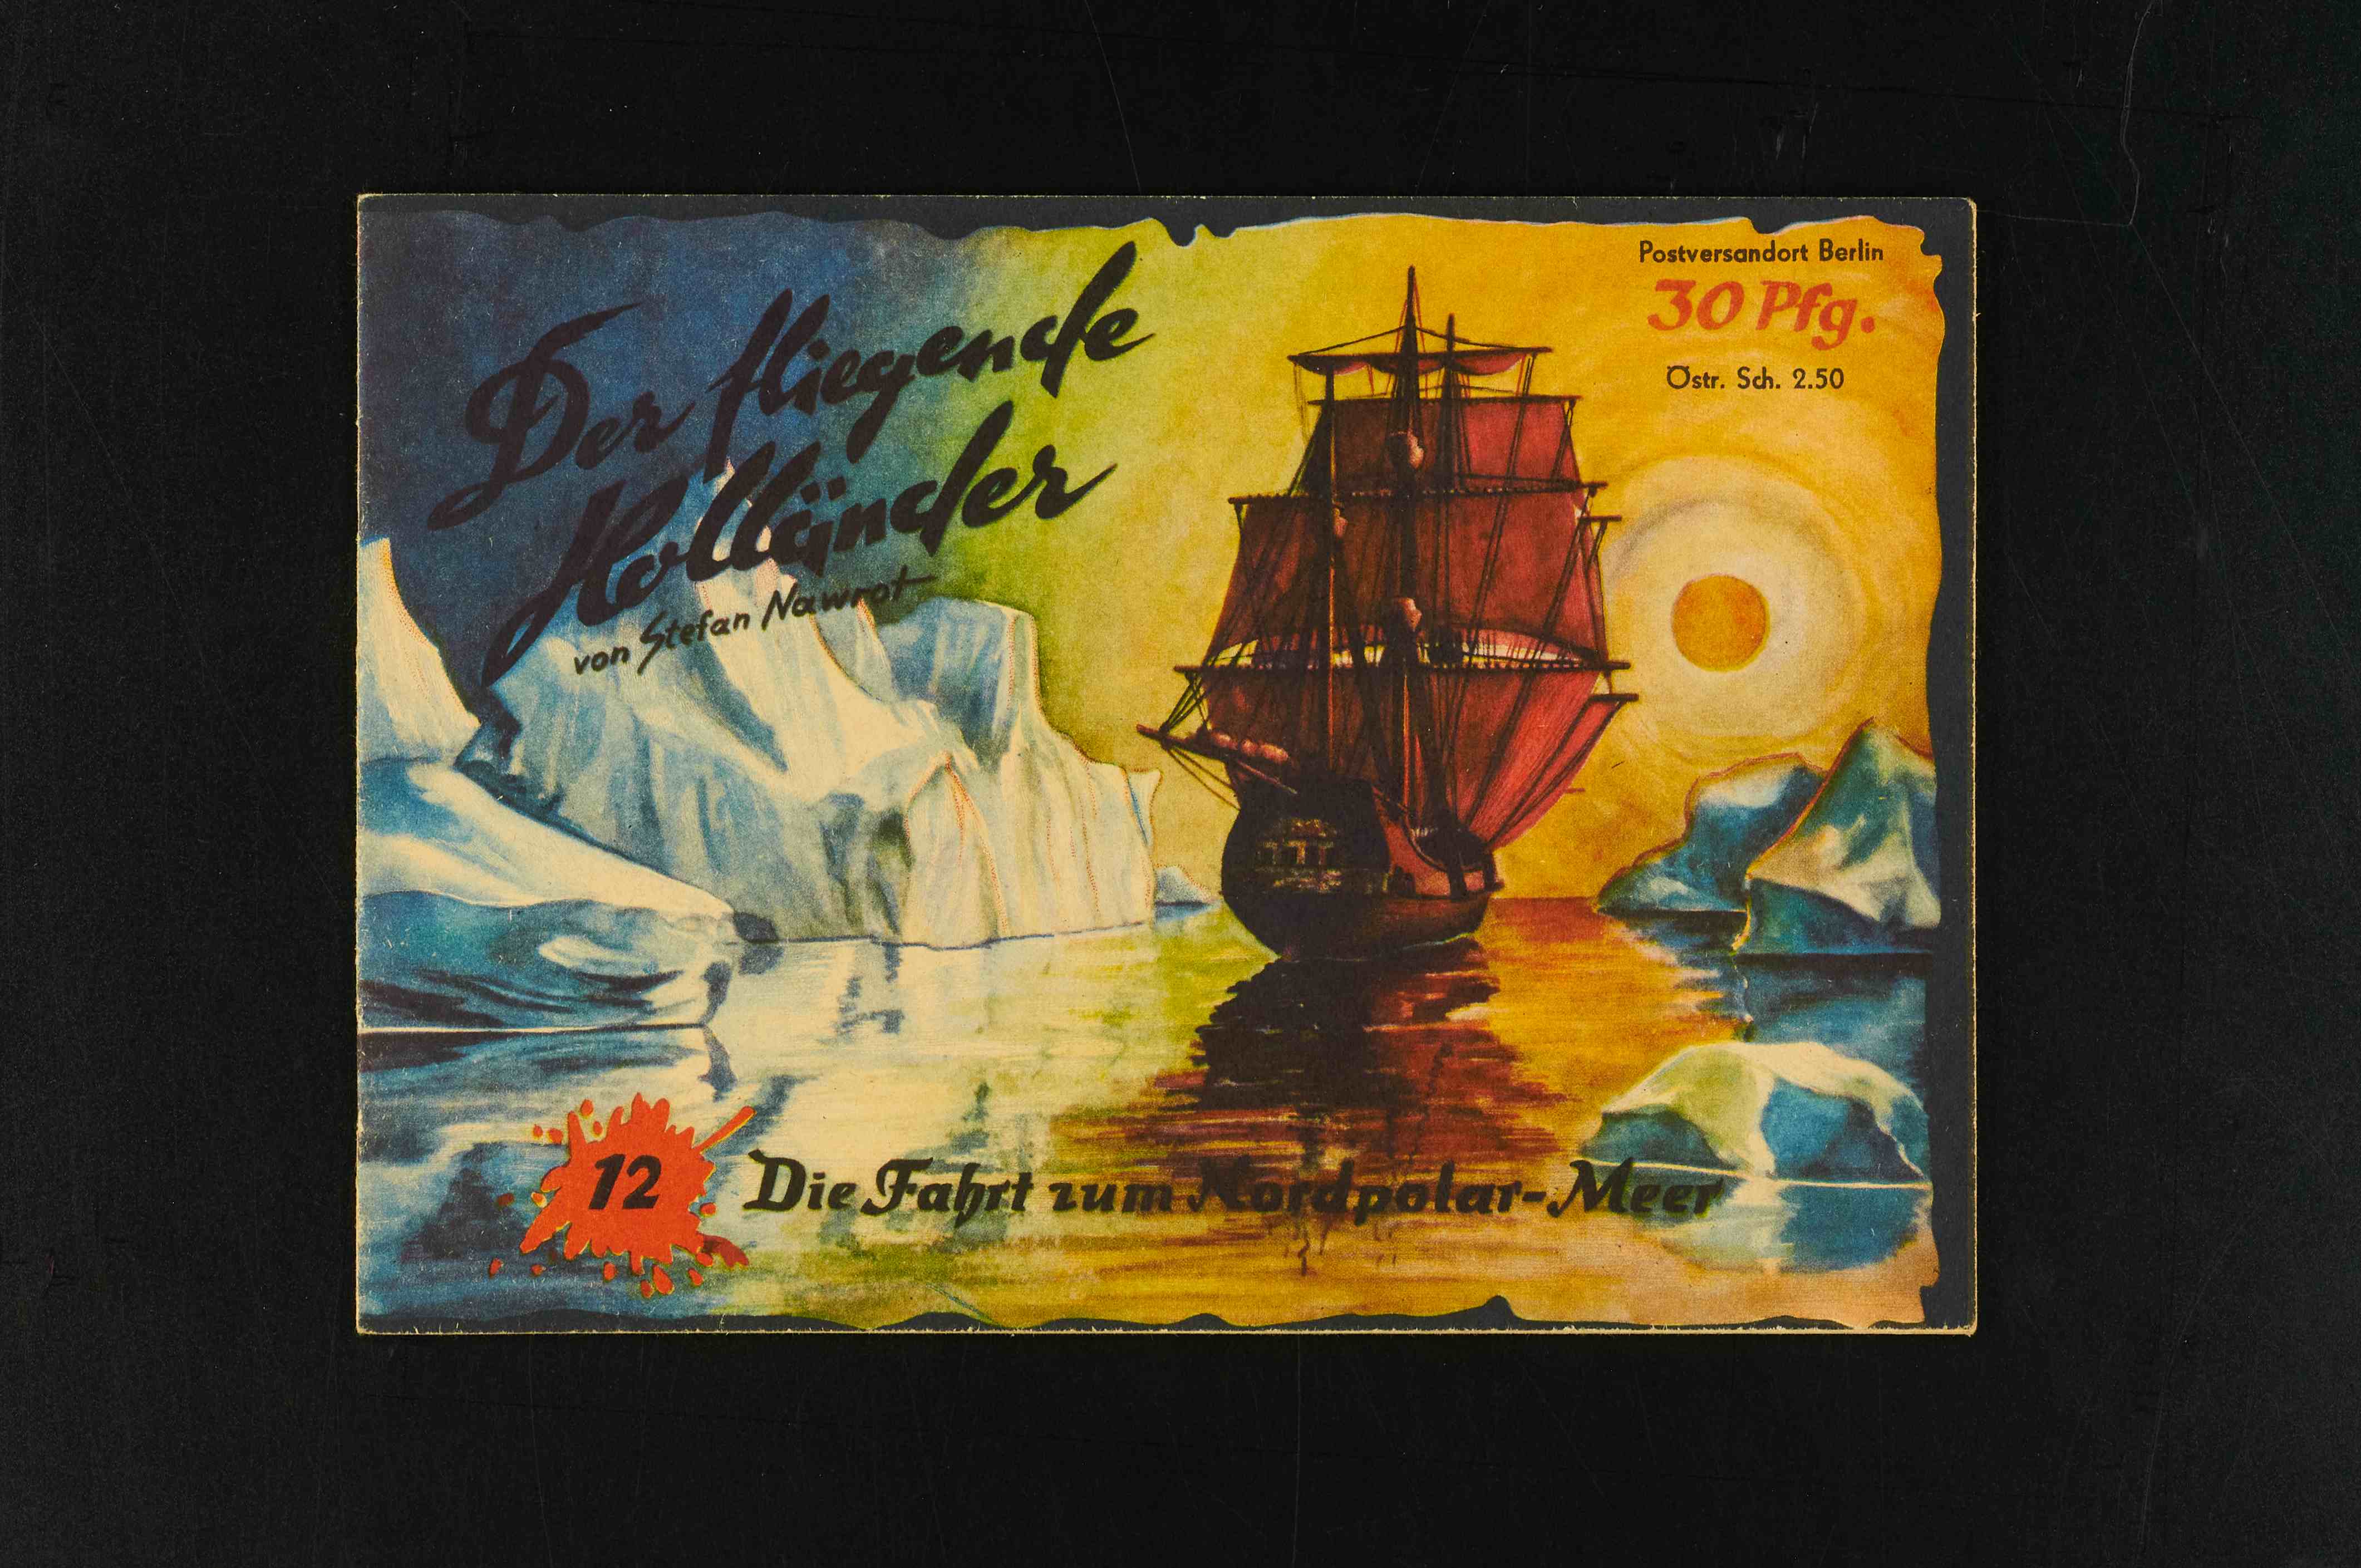 Postversandort Berlin
30 Pfg.
Östr. Sch. 2.50
Der fliegende
Holländer
von Stefan Nawrot
12
Die Fahrt zum Nordpolar-Meer